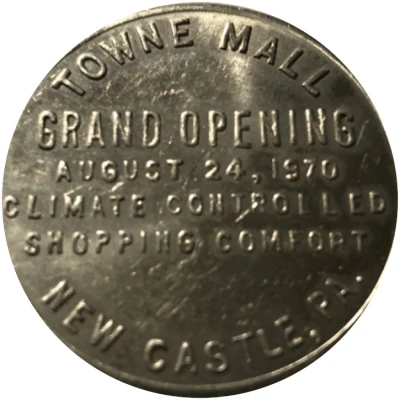 TOWNE MALL
GRAND OPENING
AUGUST 24, 1970
CLIMATE CONTROLLED
SHOPPING COMFORT
NEW CASTLE, PA.